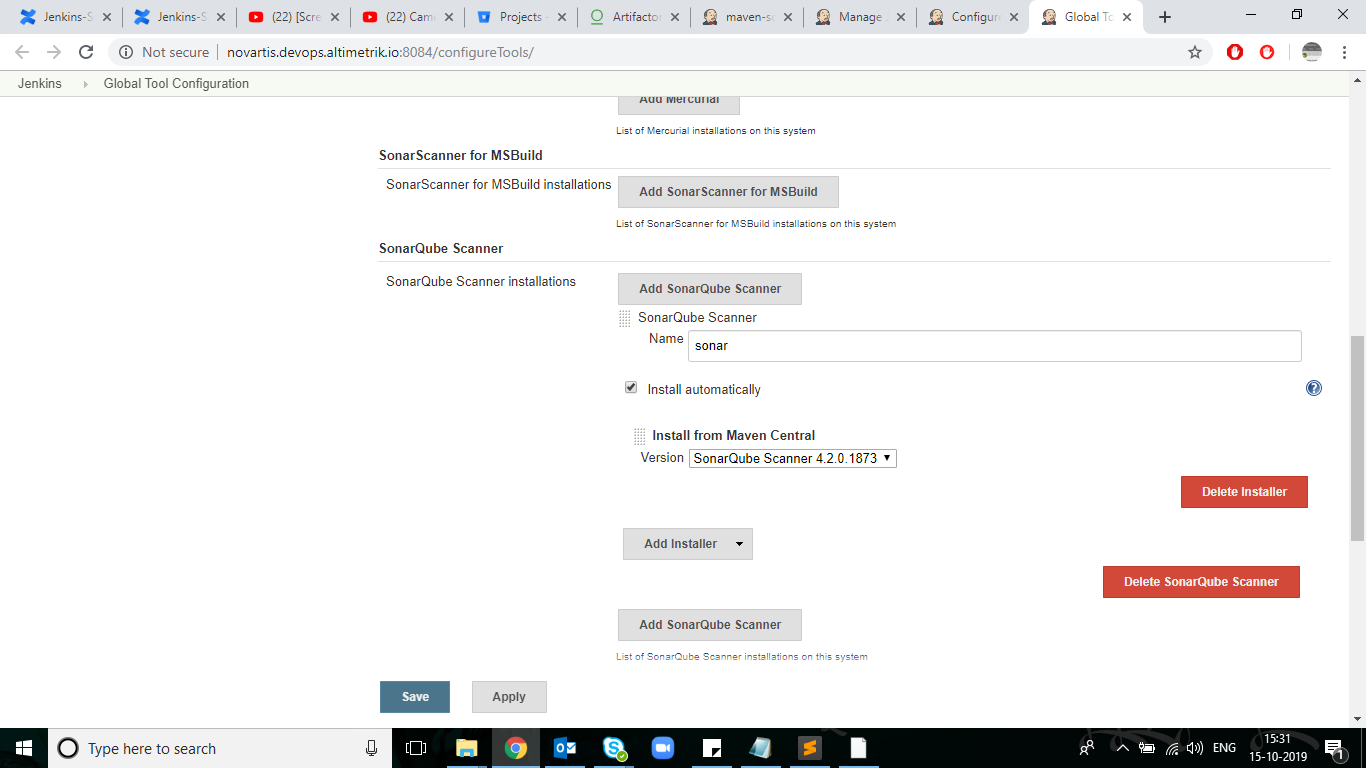 Jenkins-S
Jenkins-S
(22) [Scre
(22) Cam
Projects
Artifactor
maven-so
Manage
Configure
Global To
Not secure novartis.devops.altimetrik.io:8084/configureTools/
Jenkins Global Tool Configuration
Add Mercurial
List of Mercurial installations on this system
SonarScanner for MSBuild
SonarScanner for MSBuild installations Add SonarScanner for MSBuild
List of SonarScanner for MSBuild installations on this system
SonarQube Scanner
SonarQube Scanner installations Add SonarQube Scanner
SonarQube Scanner
Name sonar
Install automatically
?
Install from Maven Central
Version SonarQube Scanner 4.2.0.1873
Delete Installer
Add Installer
Delete SonarQube Scanner
Add SonarQube Scanner
List of SonarQube Scanner installations on this system
Save Apply
Type here to search
ENG
15:31
15-10-2019
1